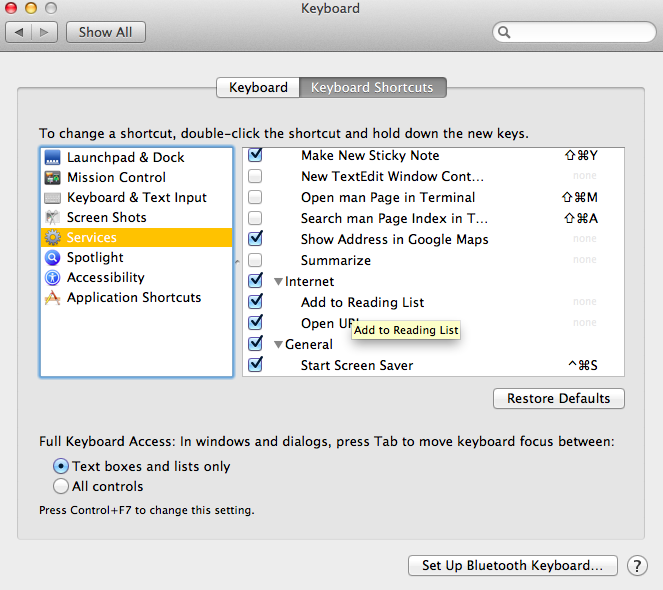 Keyboard
Show All
Keyboard Keyboard Shortcuts
To change a shortcut, double-click the shortcut and hold down the new keys.
Launchpad & Dock
Mission Control
Keyboard & Text Input
Screen Shots
Services
Spotlight
Accessibility
Application Shortcuts
Make New Sticky Note ⇧⌘Y
New TextEdit Window Cont... none
Open man Page in Terminal ⇧⌘M
Search man Page Index in T... ⇧⌘A
Show Address in Google Maps none
Summarize none
Internet
Add to Reading List none
Open none
Add to Reading List
General
Start Screen Saver ^⌘S
Restore Defaults
Full Keyboard Access: In windows and dialogs, press Tab to move keyboard focus between:
Text boxes and lists only
All controls
Press Control+F7 to change this setting.
Set Up Bluetooth Keyboard...
?